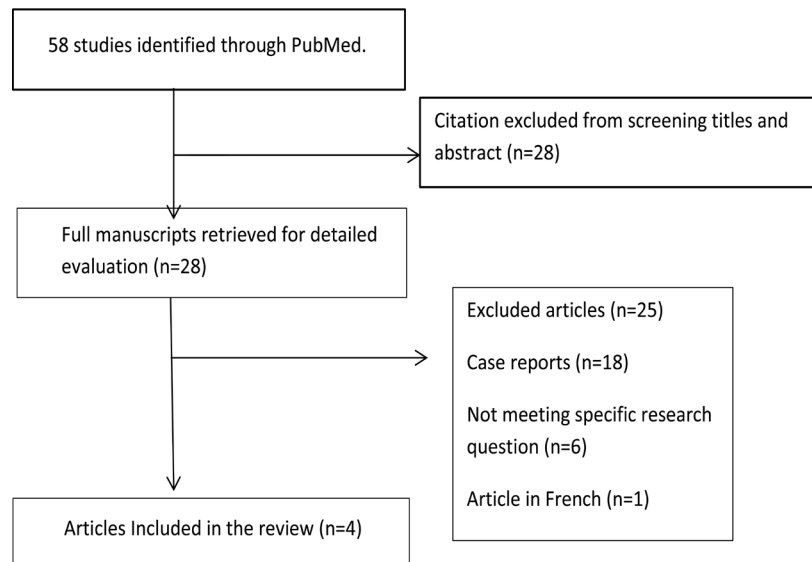 58 studies identified through PubMed.
Citation excluded from screening titles and
abstract (n=28)
Full manuscripts retrieved for detailed
evaluation (n=28)
Excluded articles (n=25)
Case reports (n=18)
Not meeting specific research
question (n=6)
Article in French (n=1)
Articles Included in the review (n=4)